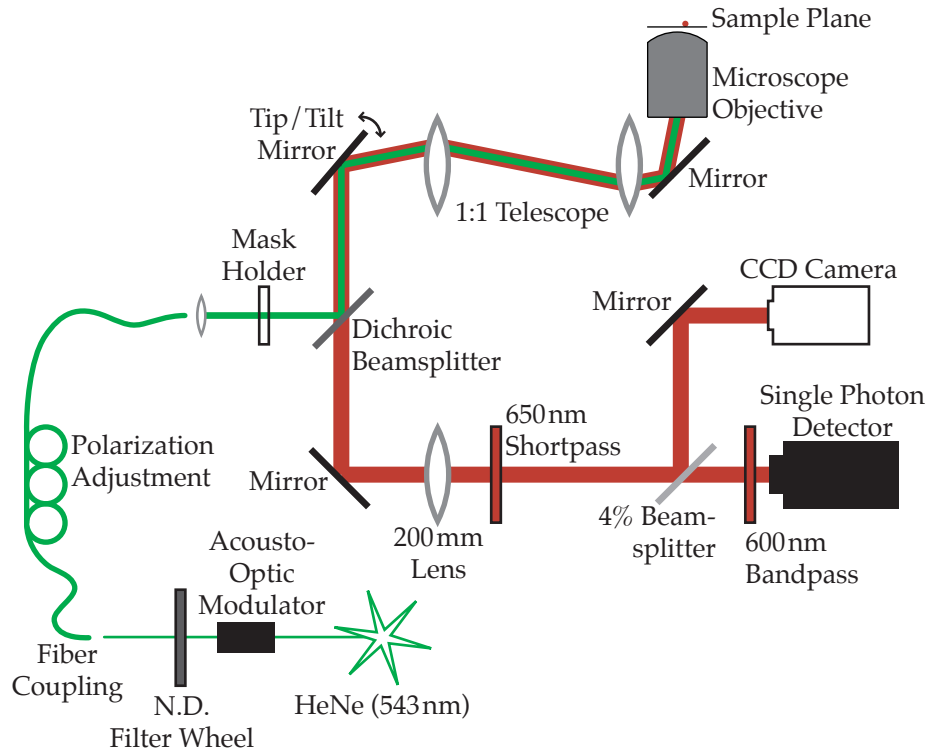 Sample Plane
Microscope
Objective
Tip/Tilt
Mirror
Mirror
1:1 Telescope
Mask
Holder
CCD Camera
Mirror
Dichroic
Beamsplitter
650nm
Shortpass
Single Photon
Detector
Polarization
Adjustment
Mirror
4% Beam-
splitter
200mm
Lens
600nm
Bandpass
Acousto-
Optic
Modulator
Fiber
Coupling
HeNe (543nm)
N.D.
Filter Wheel